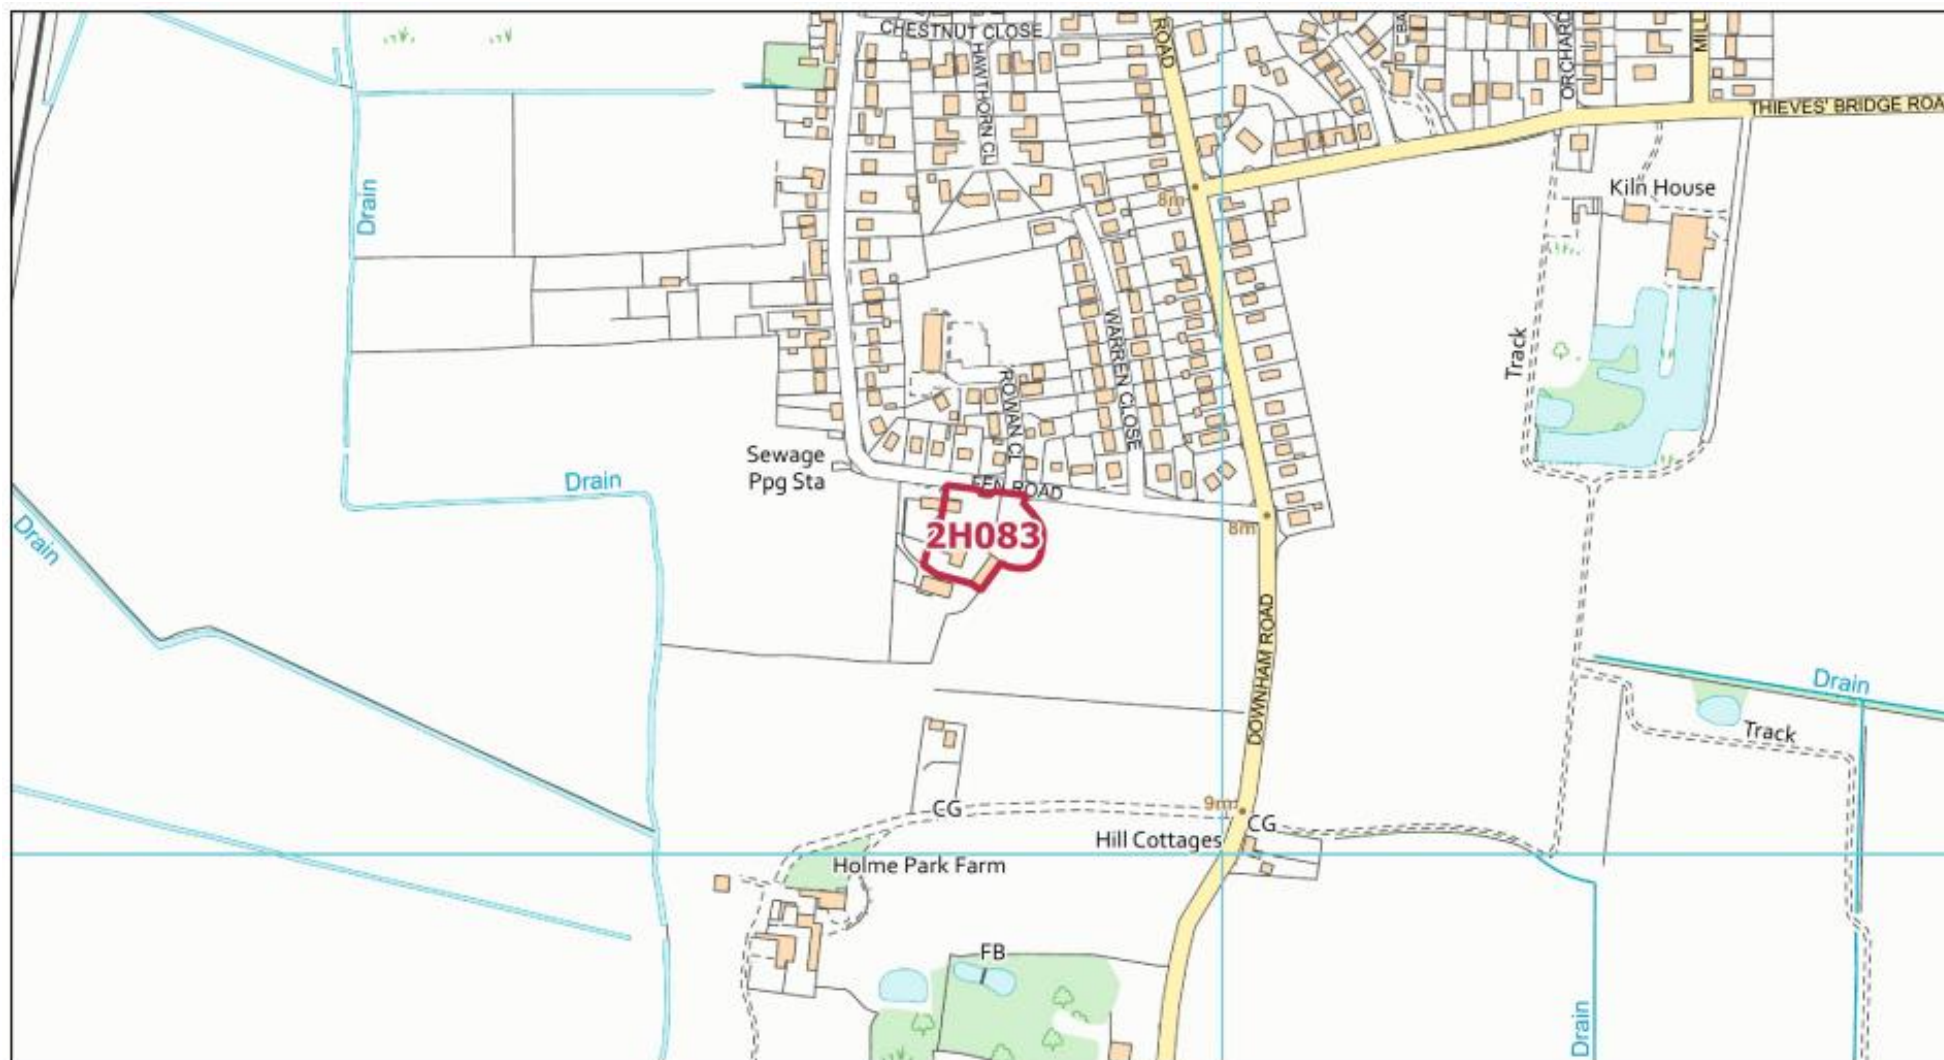 CHESTNUT CLOSE
HAWTHORN CL
ROAD
ORCHARD
MILL
THIEVES' BRIDGE ROA
Drain
8m
Kiln House
WARREN CLOSE
Track
ROWAN CL
Sewage
Ppg Sta
Drain
FEN ROAD
2H083
8m
Drain
DOWNHAM ROAD
Drain
Track
CG
9m
CG
Hill Cottages
Holme Park Farm
FB
Drain